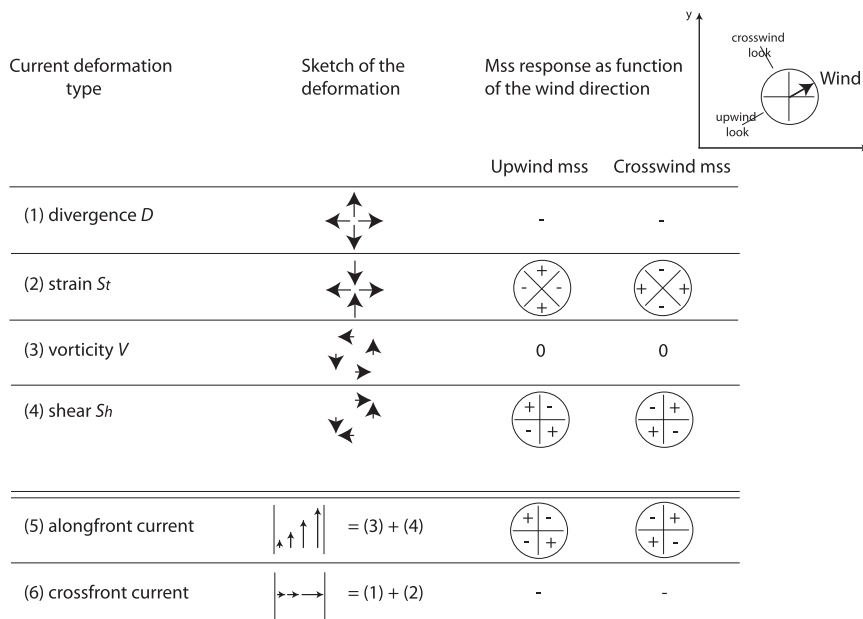 y
crosswind
look
Wind
upwind
look
Current deformation
type
Sketch of the
deformation
Mss response as function
of the wind direction
Upwind mss Crosswind mss
(1) divergence D - -
(2) strain St
+ -
- - + +
+ -
(3) vorticity V 0 0
(4) shear Sh
+ - - +
- + + -
(5) alongfront current = (3) + (4)
+ - - +
- + + -
(6) crossfront current = (1) + (2) - -